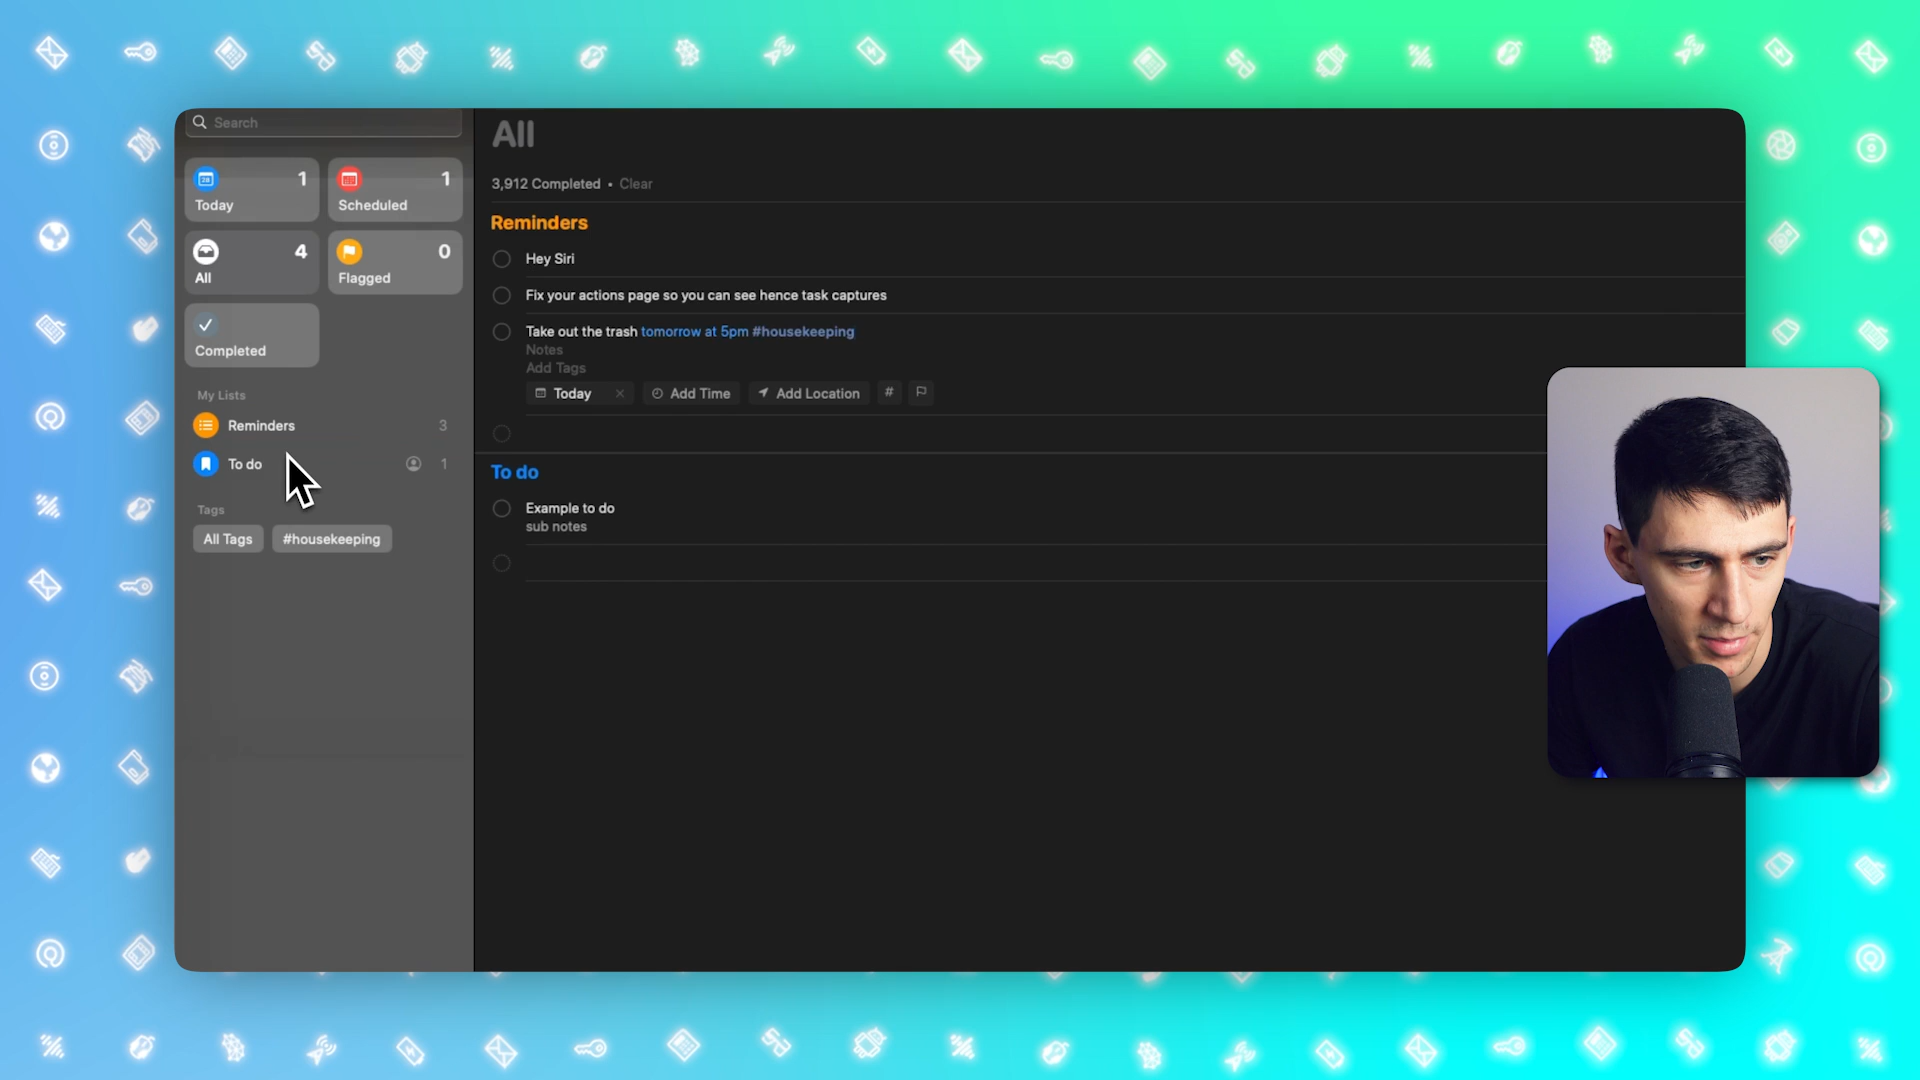 Search
Today 1
Scheduled 1
All 4
Flagged 0
Completed
My Lists
Reminders 3
To do 1
Tags
All Tags #housekeeping
All
3,912 Completed • Clear
Reminders
Hey Siri
Fix your actions page so you can see hence task captures
Take out the trash tomorrow at 5pm #housekeeping
Notes
Add Tags
Today × Add Time Add Location #
To do
Example to do
sub notes